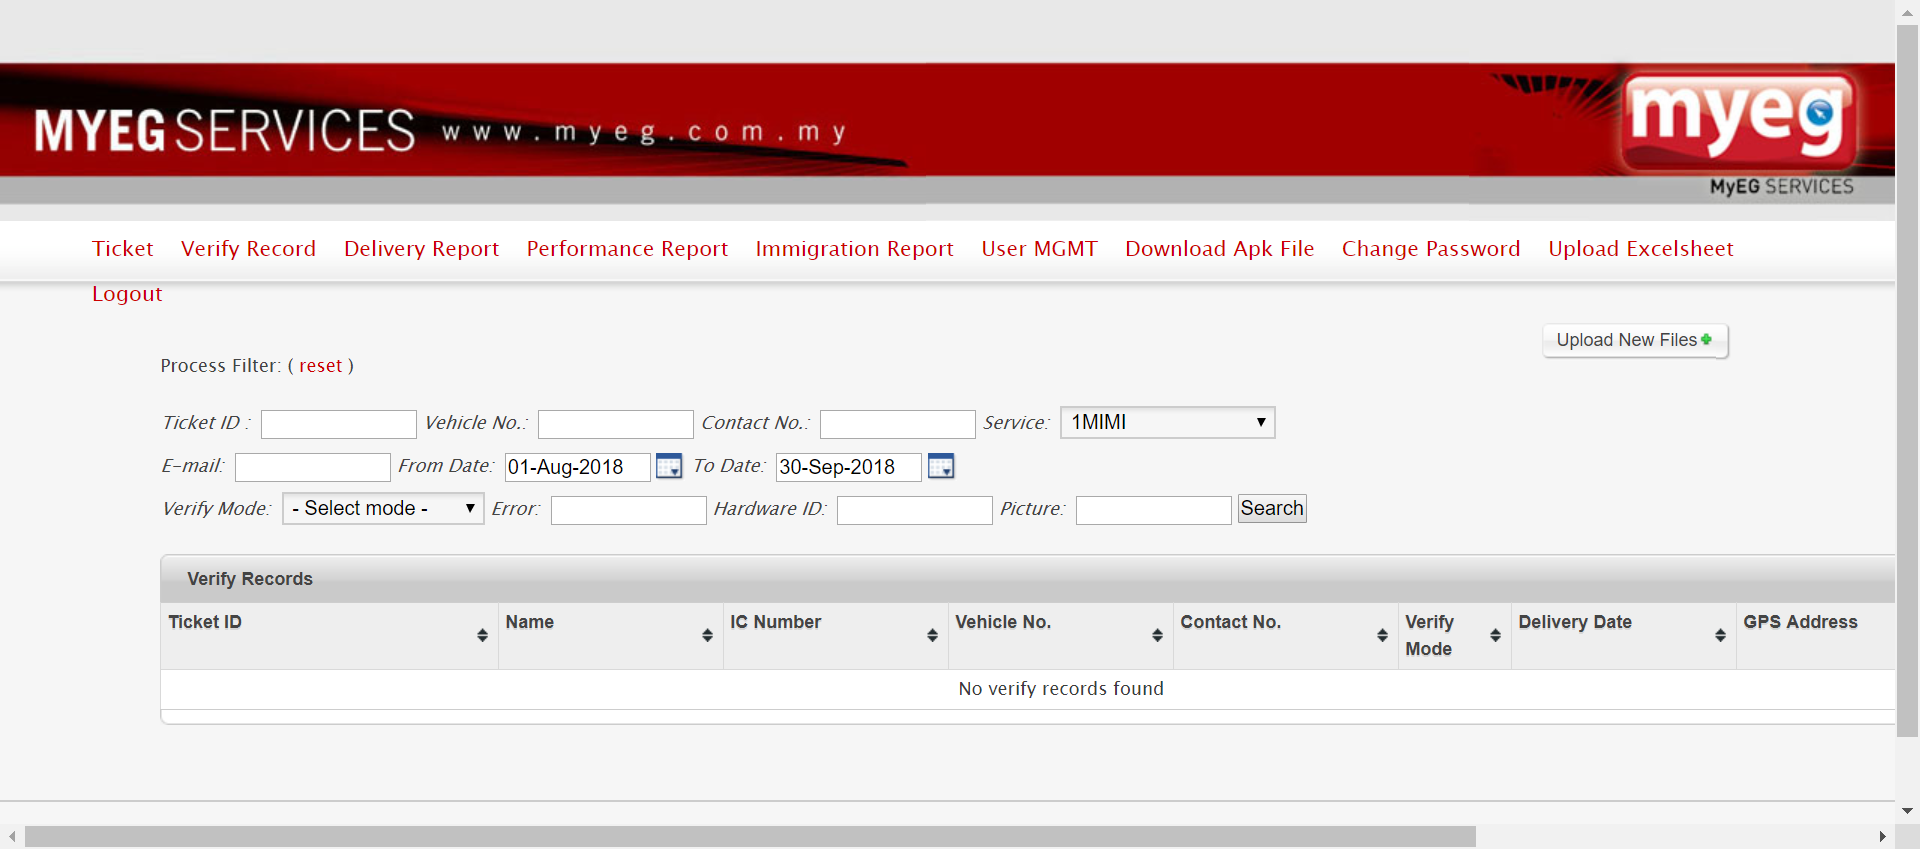 MYEG SERVICES www.myeg.com.my
myeg
MyEG SERVICES
Ticket Verify Record Delivery Report Performance Report Immigration Report User MGMT Download Apk File Change Password Upload Excelsheet
Logout
Upload New Files
Process Filter: ( reset )
Ticket ID : Vehicle No.: Contact No.: Service: 1MIMI
E-mail: From Date: 01-Aug-2018 To Date: 30-Sep-2018
Verify Mode: - Select mode - Error: Hardware ID: Picture: Search
Verify Records
Ticket ID Name IC Number Vehicle No. Contact No. Verify Mode Delivery Date GPS Address
No verify records found